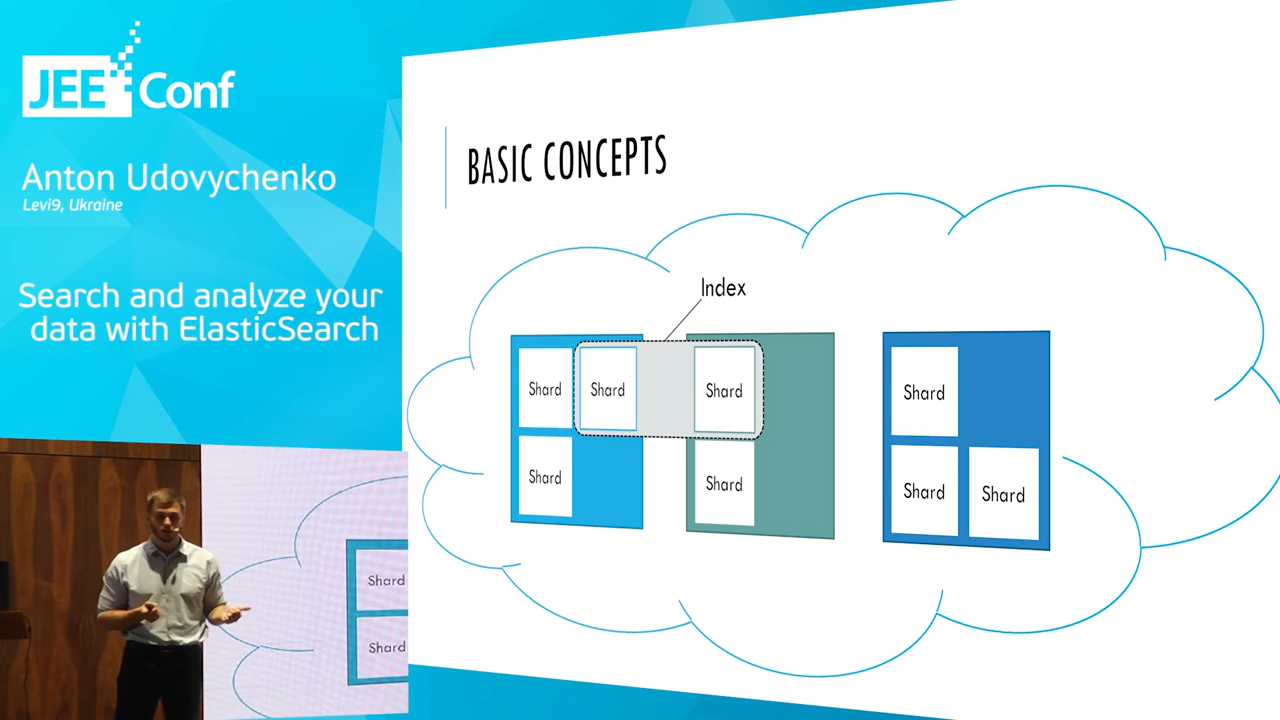 JEE Conf
Anton Udovychenko
Levi9, Ukraine
Search and analyze your
data with ElasticSearch
BASIC CONCEPTS
Index
Shard
Shard
Shard
Shard
Shard
Shard
Shard
Shard
Shard
Shard